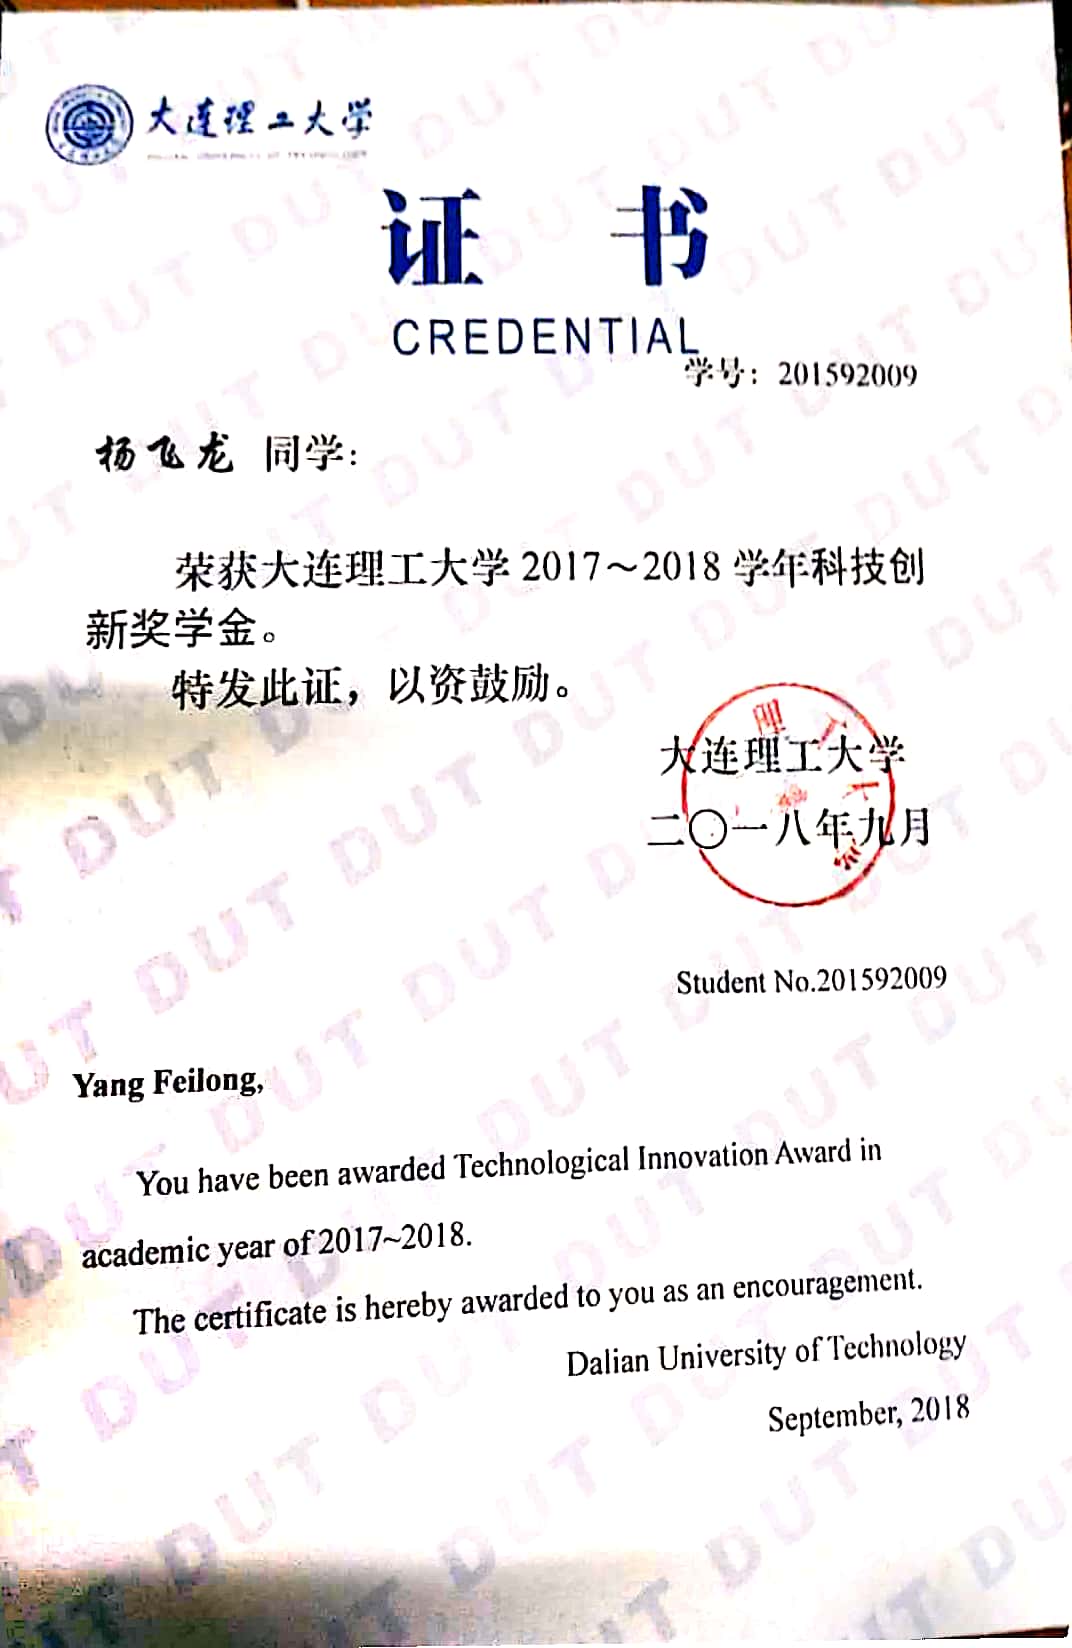 大连理工大学
证 书
CREDENTIAL
学号：201592009
杨飞龙 同学：
荣获大连理工大学 2017～2018 学年科技创
新奖学金。
特发此证，以资鼓励。
大连理工大学
二〇一八年九月
Student No.201592009
Yang Feilong,
You have been awarded Technological Innovation Award in
academic year of 2017~2018.
The certificate is hereby awarded to you as an encouragement.
Dalian University of Technology
September, 2018